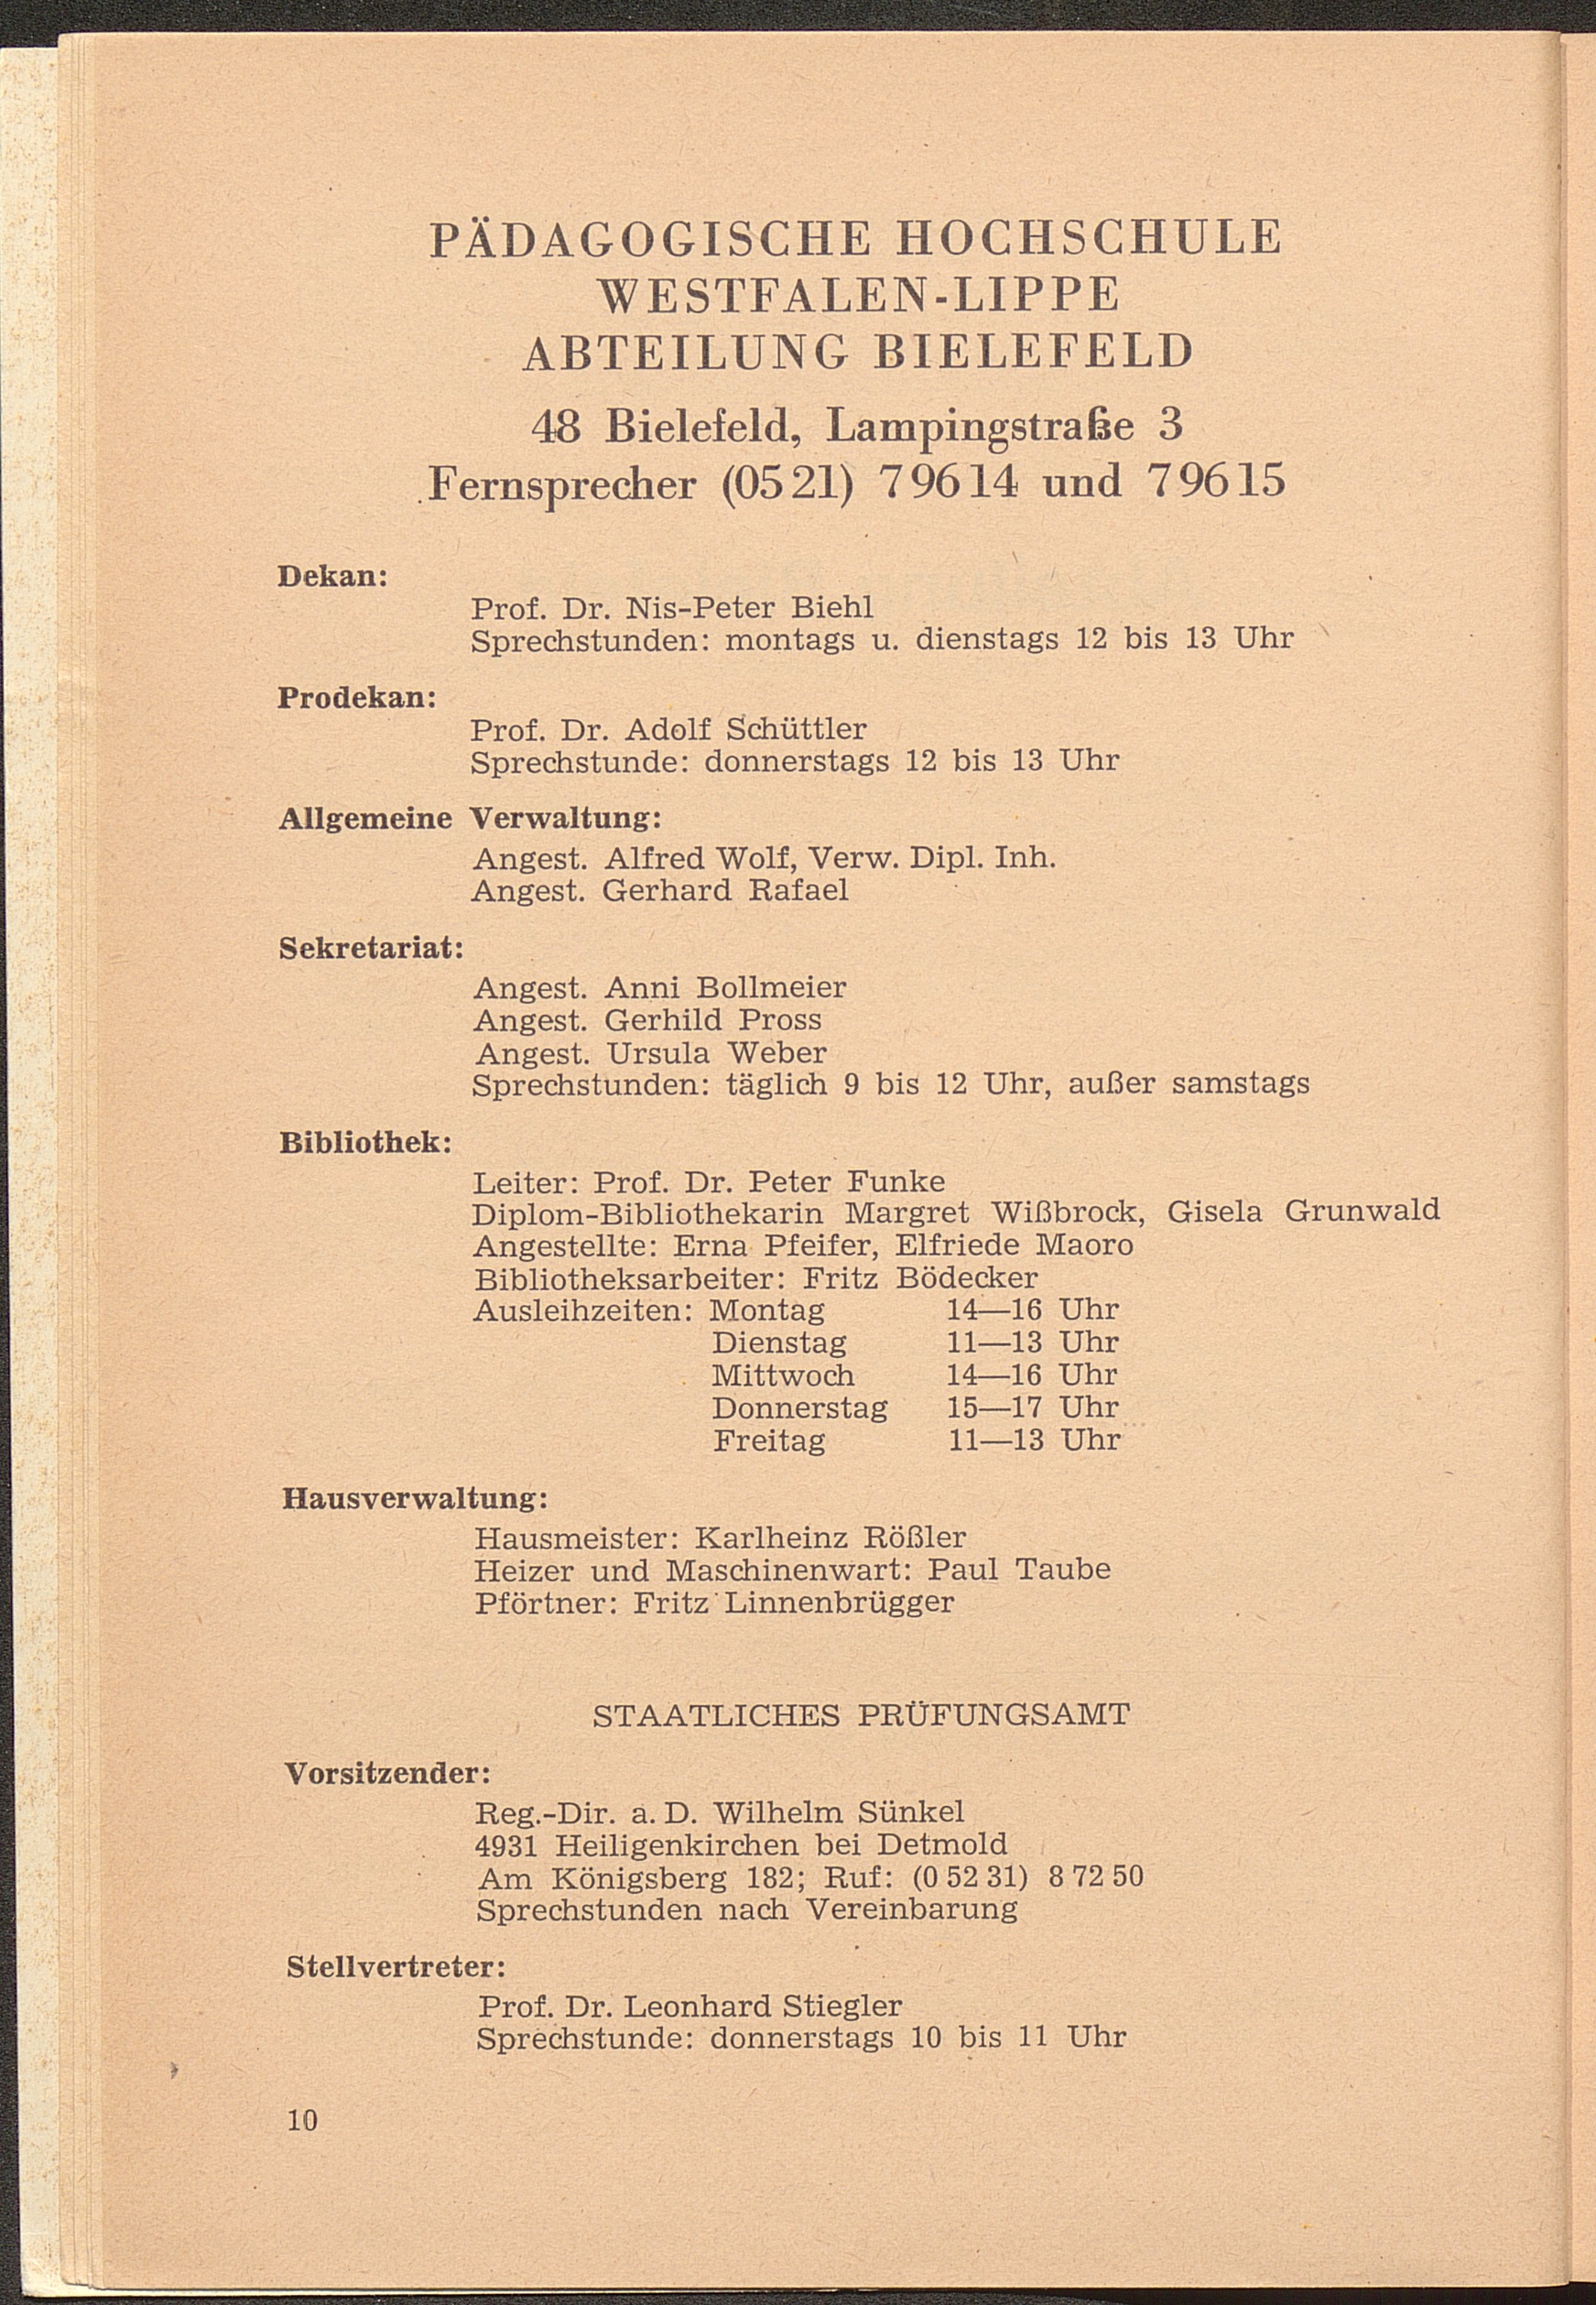 PÄDAGOGISCHE HOCHSCHULE
WESTFALEN-LIPPE
ABTEILUNG BIELEFELD
48 Bielefeld, Lampingstraße 3
Fernsprecher (05 21) 7 96 14 und 7 96 15
Dekan:
Prof. Dr. Nis-Peter Biehl
Sprechstunden: montags u. dienstags 12 bis 13 Uhr
Prodekan:
Prof. Dr. Adolf Schüttler
Sprechstunde: donnerstags 12 bis 13 Uhr
Allgemeine Verwaltung:
Angest. Alfred Wolf, Verw. Dipl. Inh.
Angest. Gerhard Rafael
Sekretariat:
Angest. Anni Bollmeier
Angest. Gerhild Pross
Angest. Ursula Weber
Sprechstunden: täglich 9 bis 12 Uhr, außer samstags
Bibliothek:
Leiter: Prof. Dr. Peter Funke
Diplom-Bibliothekarin Margret Wißbrock, Gisela Grunwald
Angestellte: Erna Pfeifer, Elfriede Maoro
Bibliotheksarbeiter: Fritz Bödecker
Ausleihzeiten: Montag 14—16 Uhr
Dienstag 11—13 Uhr
Mittwoch 14—16 Uhr
Donnerstag 15—17 Uhr
Freitag 11—13 Uhr
Hausverwaltung:
Hausmeister: Karlheinz Rößler
Heizer und Maschinenwart: Paul Taube
Pförtner: Fritz Linnenbrügger
STAATLICHES PRÜFUNGSAMT
Vorsitzender:
Reg.-Dir. a. D. Wilhelm Sünkel
4931 Heiligenkirchen bei Detmold
Am Königsberg 182; Ruf: (0 52 31) 8 72 50
Sprechstunden nach Vereinbarung
Stellvertreter:
Prof. Dr. Leonhard Stiegler
Sprechstunde: donnerstags 10 bis 11 Uhr
10